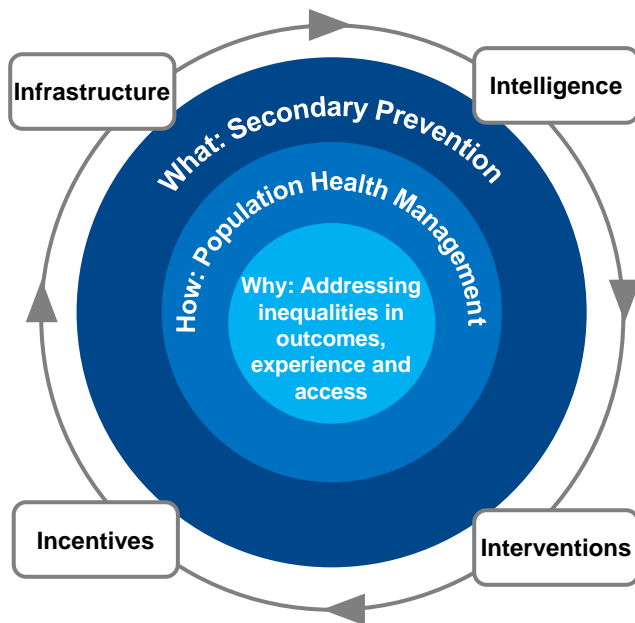 Infrastructure
Intelligence
What: Secondary Prevention
How: Population Health Management
Why: Addressing
inequalities in
outcomes,
experience and
access
Incentives
Interventions